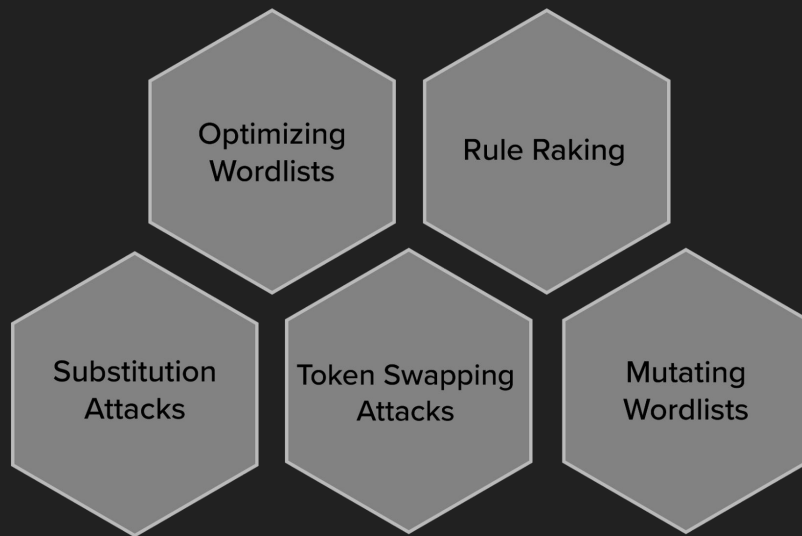 Optimizing
Wordlists
Rule Raking
Substitution
Attacks
Token Swapping
Attacks
Mutating
Wordlists